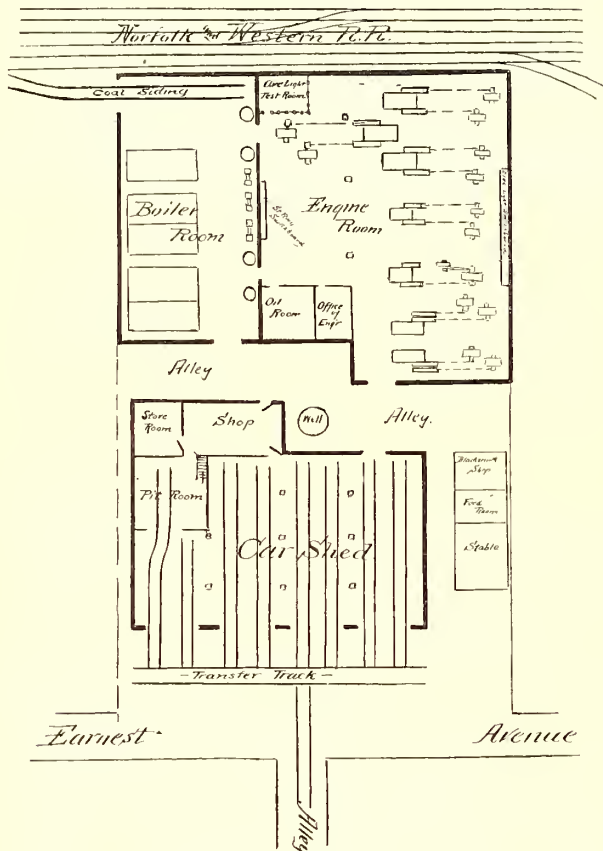 Norfolk and Western R.R.
Coal Siding
Arc Light
Test Room
Boiler
Room
Engine
Room
Oil
Room
Office
of
Engr
Alley
Store
Room
Shop
Well
Alley.
Pit Room
Shop
Feed
Room
Stable
Car Shed
-Transfer Track-
Earnest
Avenue
Alley